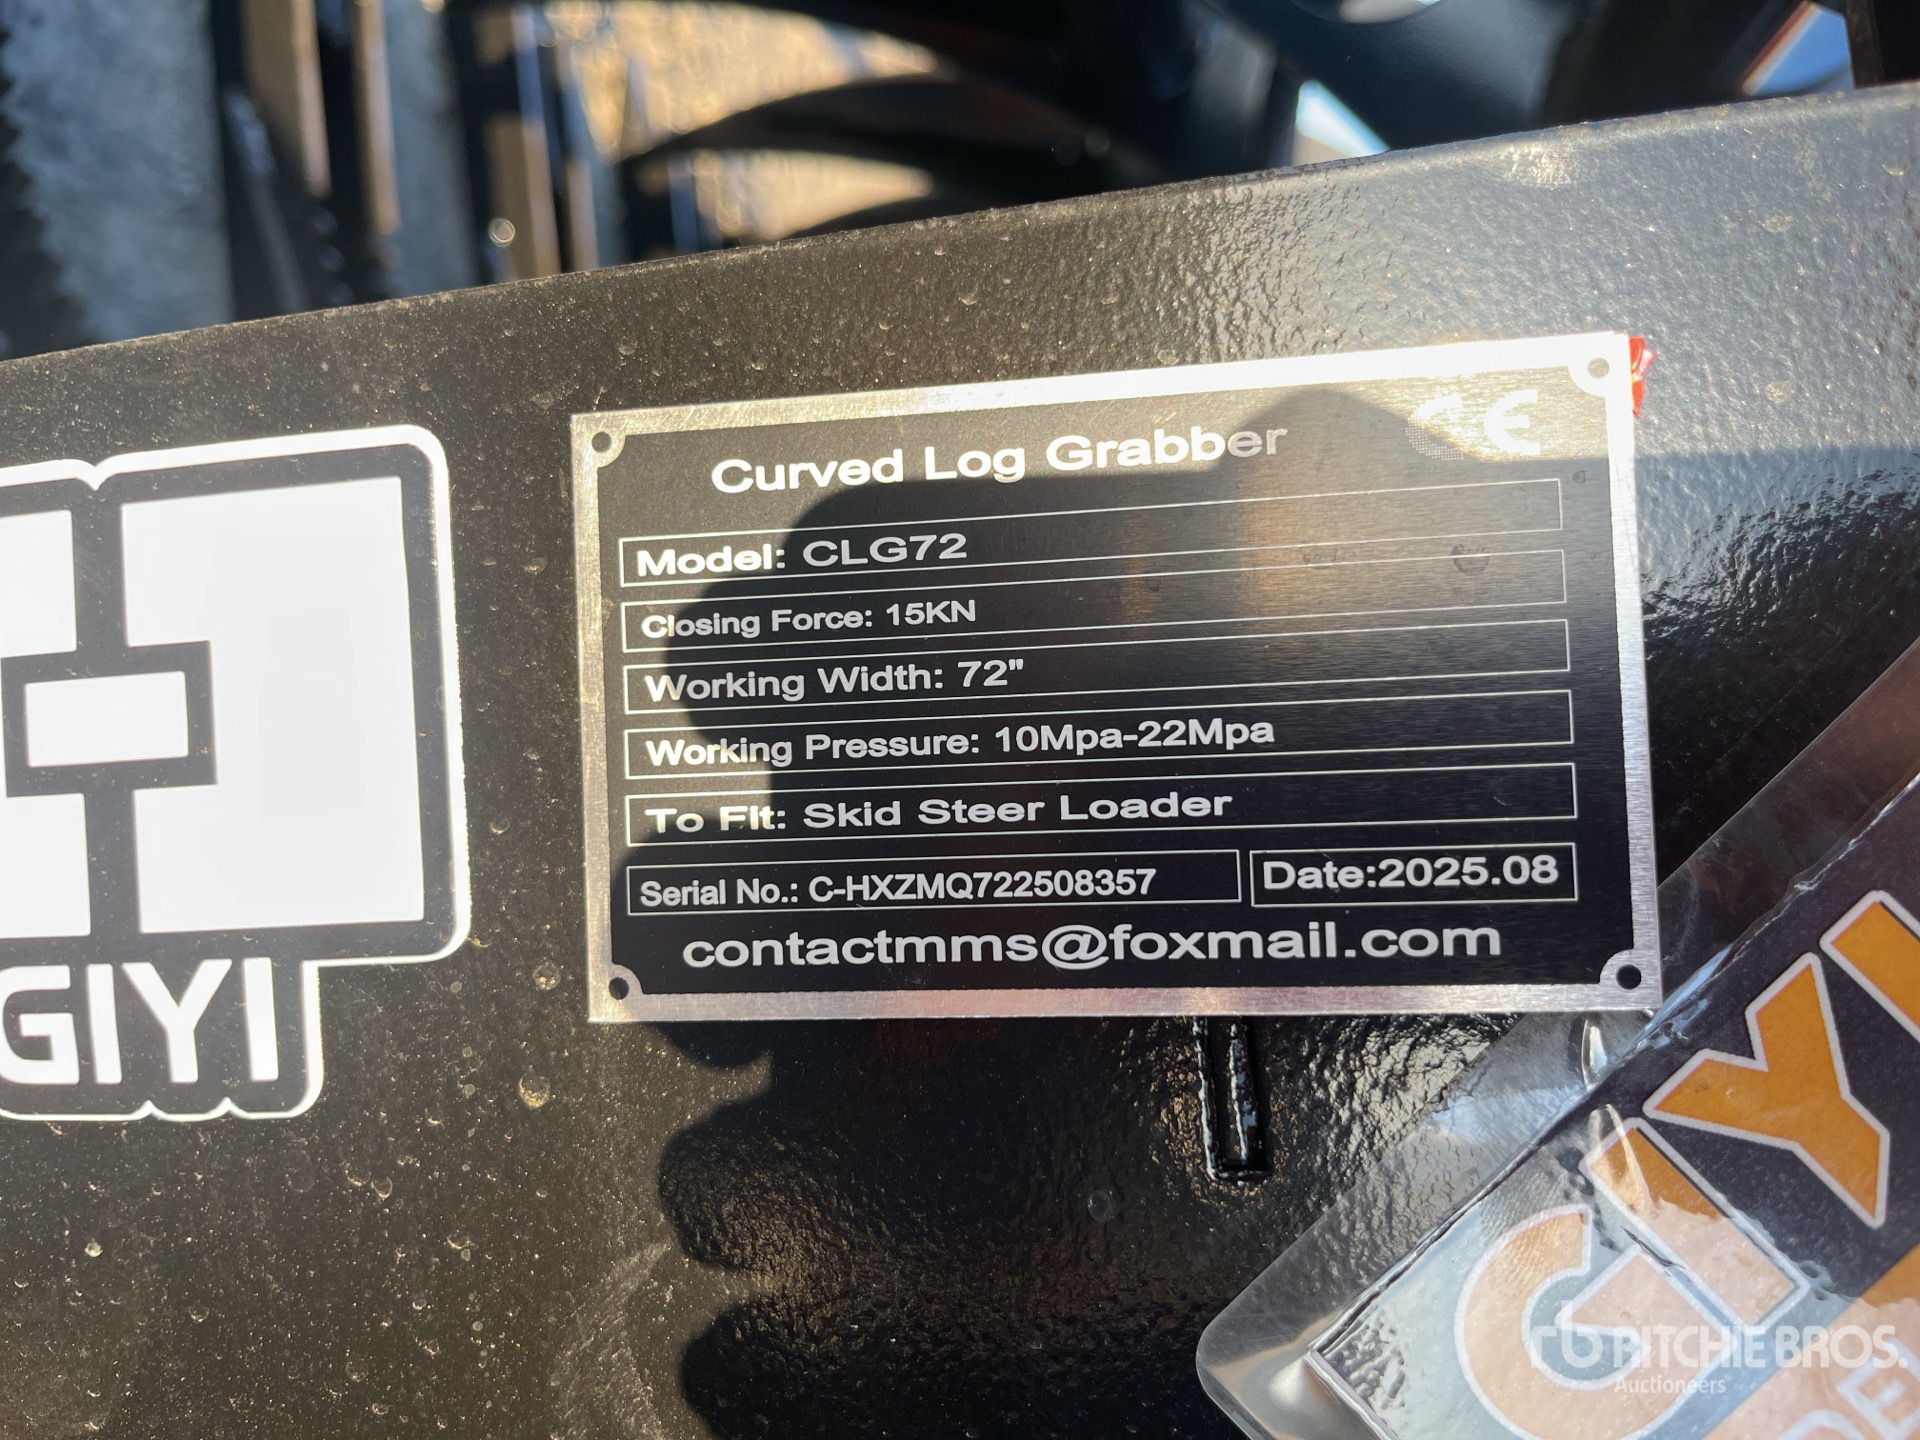 Curved Log Grabber
CE
Model: CLG72
Closing Force: 15KN
Working Width: 72"
Working Pressure: 10Mpa-22Mpa
To Fit: Skid Steer Loader
Serial No.: C-HXZMQ722508357
Date:2025.08
contactmms@foxmail.com
GIYI
GIYI
RITCHIE BROS.
Auctioneers